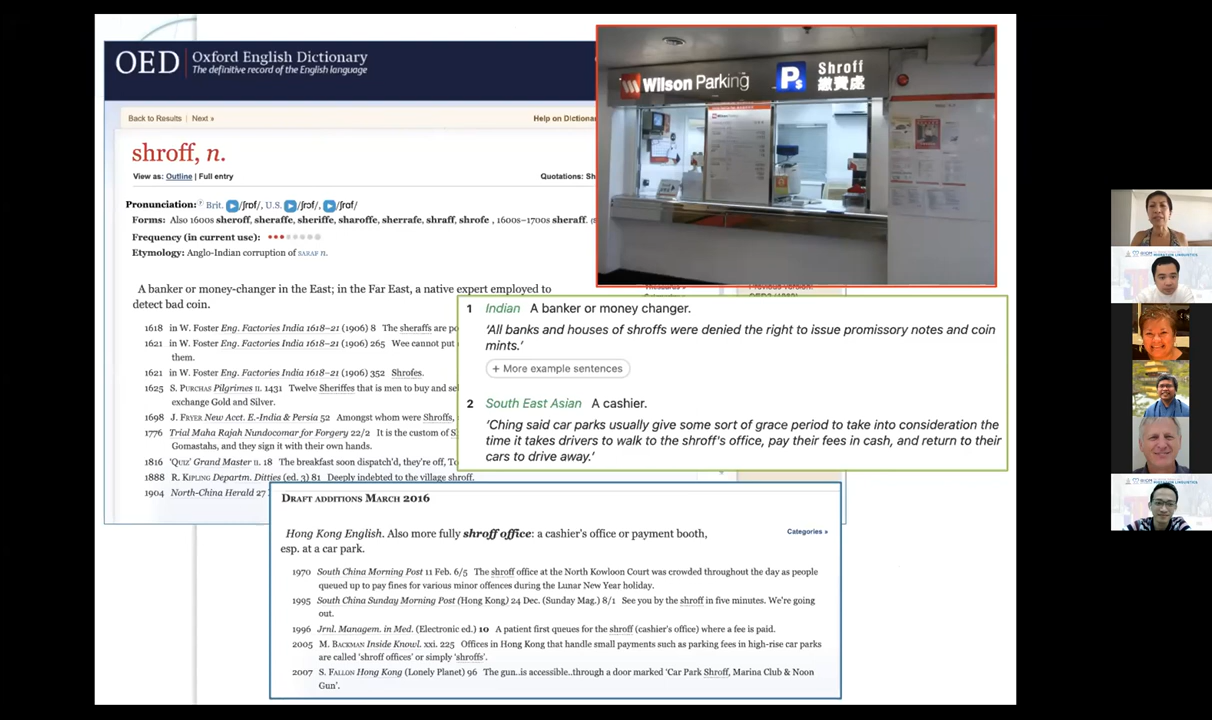 OED
Oxford English Dictionary
The definitive record of the English language
Back to Results | Next »
Help on Dictionar
shroff, n.
View as: Outline | Full entry
Quotations: Sh
Pronunciation: ? Brit. /ʃrɒf/, U.S. /ʃrɔf/, /ʃrɑf/
Forms: Also 1600s sheroff, sheraffe, sheriffe, sharoffe, sherrafe, shraff, shrofe , 1600s–1700s sheraff.
Frequency (in current use):
Etymology: Anglo-Indian corruption of SARAF n.
A banker or money-changer in the East; in the Far East, a native expert employed to
detect bad coin.
1618 in W. Foster Eng. Factories India 1618–21 (1906) 8 The sheraffs are po
1621 in W. Foster Eng. Factories India 1618–21 (1906) 265 Wee cannot put
them.
1621 in W. Foster Eng. Factories India 1618–21 (1906) 352 Shrofes.
1625 S. PURCHAS Pilgrimes II. 1431 Twelve Sheriffes that is men to buy and sel
exchange Gold and Silver.
1698 J. FRYER New Acct. E.-India & Persia 52 Amongst whom were Shroffs,
1776 Trial Maha Rajah Nundocomar for Forgery 22/2 It is the custom of S
Gomastahs, and they sign it with their own hands.
1816 'QUIZ' Grand Master II. 18 The breakfast soon dispatch'd, they're off, To
1888 R. KIPLING Departm. Ditties (ed. 3) 81 Deeply indebted to the village shroff.
1904 North-China Herald 27
Wilson Parking
P
Shroff
繳費處
1 Indian A banker or money changer.
'All banks and houses of shroffs were denied the right to issue promissory notes and coin
mints.'
+ More example sentences
2 South East Asian A cashier.
'Ching said car parks usually give some sort of grace period to take into consideration the
time it takes drivers to walk to the shroff's office, pay their fees in cash, and return to their
cars to drive away.'
DRAFT ADDITIONS MARCH 2016
Hong Kong English. Also more fully shroff office: a cashier's office or payment booth,
esp. at a car park.
Categories »
1970 South China Morning Post 11 Feb. 6/5 The shroff office at the North Kowloon Court was crowded throughout the day as people
queued up to pay fines for various minor offences during the Lunar New Year holiday.
1995 South China Sunday Morning Post (Hong Kong) 24 Dec. (Sunday Mag.) 8/1 See you by the shroff in five minutes. We're going
out.
1996 Jrnl. Managem. in Med. (Electronic ed.) 10 A patient first queues for the shroff (cashier's office) where a fee is paid.
2005 M. BACKMAN Inside Knowl. xxi. 225 Offices in Hong Kong that handle small payments such as parking fees in high-rise car parks
are called 'shroff offices' or simply 'shroffs'.
2007 S. FALLON Hong Kong (Lonely Planet) 96 The gun..is accessible..through a door marked 'Car Park Shroff, Marina Club & Noon
Gun'.